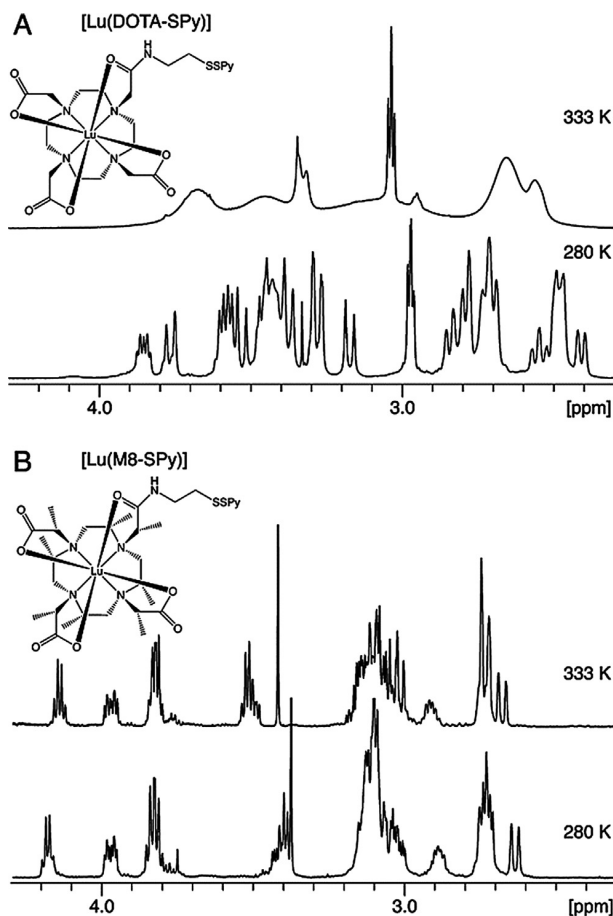 A
[Lu(DOTA-SPy)]
H
N
SSPy
O
O
O
N
N
Lu
O
N
N
O
O
O
333 K
280 K
4.0
3.0
[ppm]
B
[Lu(M8-SPy)]
H
N
SSPy
O
O
O
N
N
Lu
O
N
N
O
O
O
333 K
280 K
4.0
3.0
[ppm]